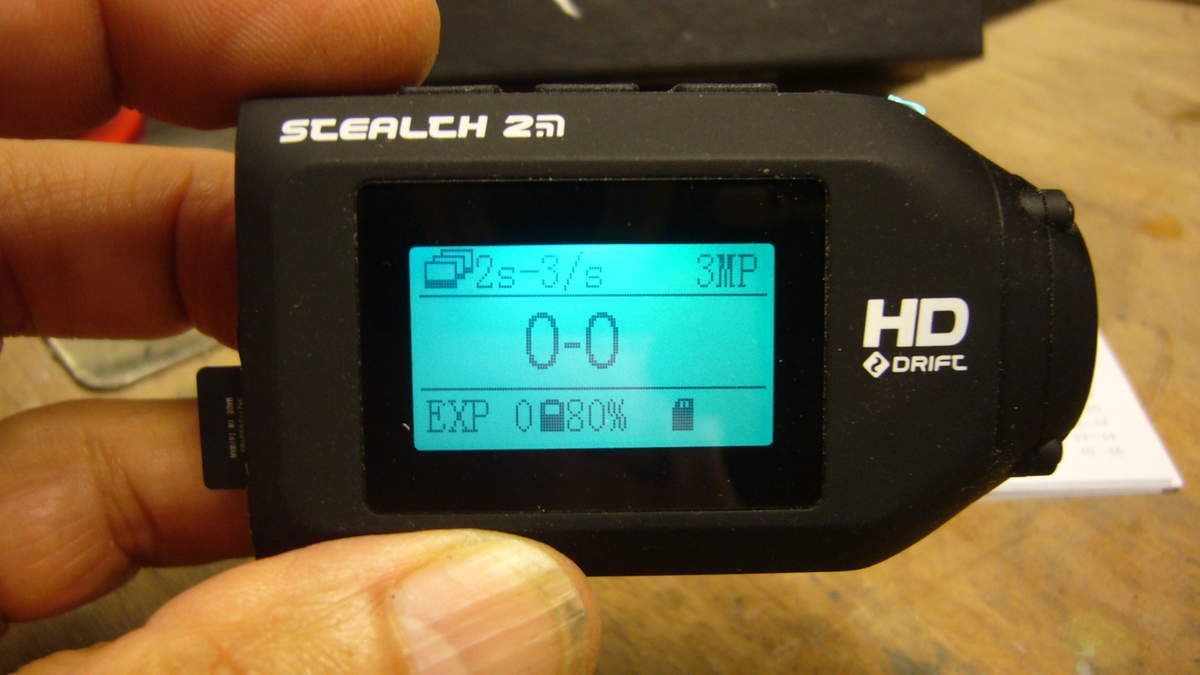 STEALTH 2
2s-3/s 3MP
0-0
EXP 0 80%
HD
DRIFT